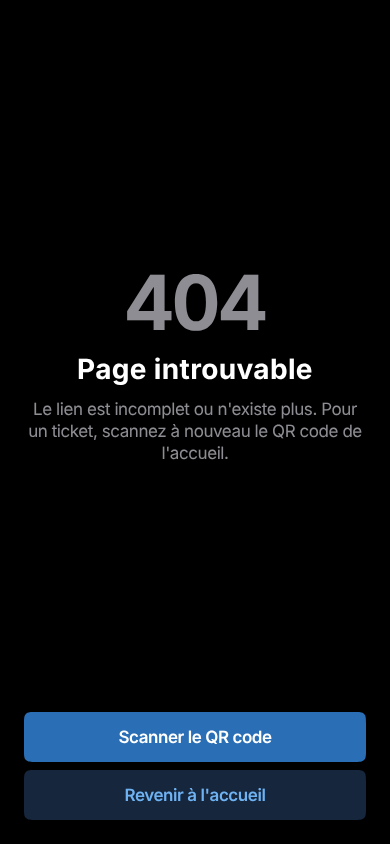 404
Page introuvable
Le lien est incomplet ou n'existe plus. Pour
un ticket, scannez à nouveau le QR code de
l'accueil.
Scanner le QR code
Revenir à l'accueil